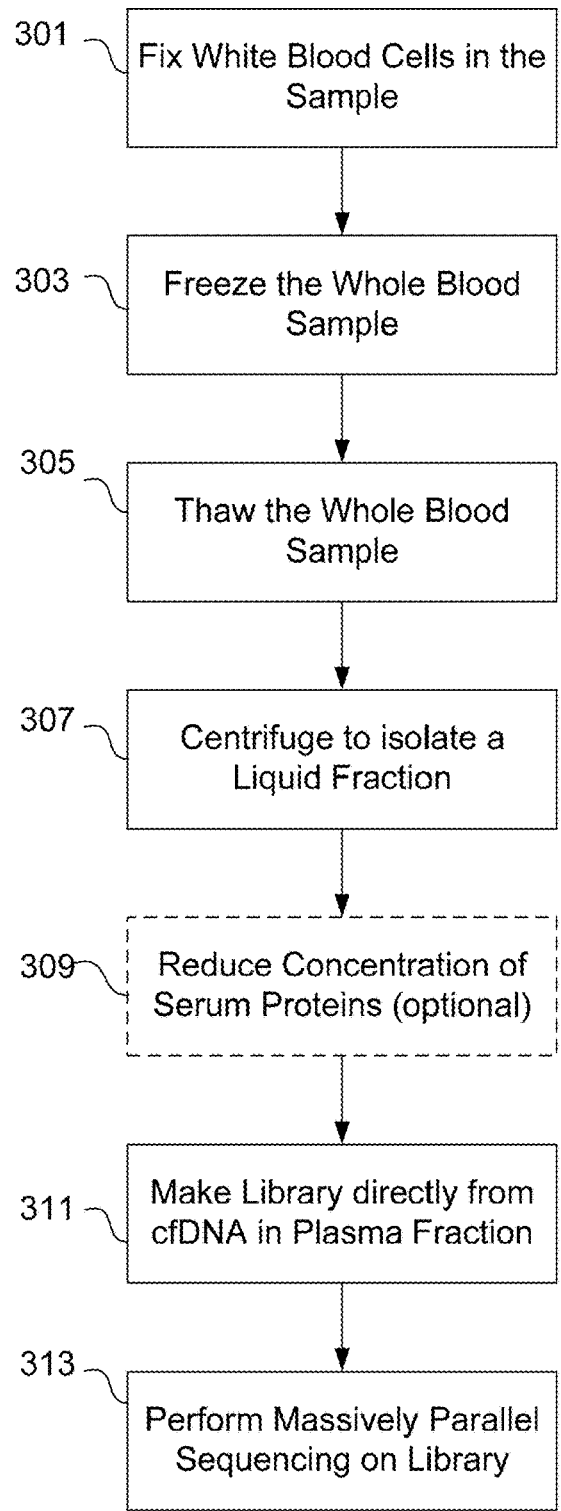 301
Fix White Blood Cells in the
Sample
303
Freeze the Whole Blood
Sample
305
Thaw the Whole Blood
Sample
307
Centrifuge to isolate a
Liquid Fraction
309
Reduce Concentration of
Serum Proteins (optional)
311
Make Library directly from
cfDNA in Plasma Fraction
313
Perform Massively Parallel
Sequencing on Library